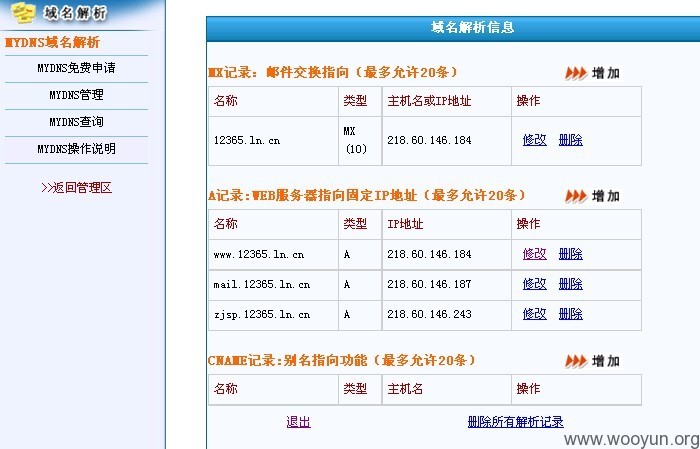 域名解析
MYDNS域名解析
MYDNS免费申请
MYDNS管理
MYDNS查询
MYDNS操作说明
>>返回管理区
域名解析信息
MX记录: 邮件交换指向（最多允许20条） 增加
名称 类型 主机名或IP地址 操作
12365.ln.cn MX (10) 218.60.146.184 修改 删除
A记录:WEB服务器指向固定IP地址（最多允许20条） 增加
名称 类型 IP地址 操作
www.12365.ln.cn A 218.60.146.184 修改 删除
mail.12365.ln.cn A 218.60.146.187 修改 删除
zjsp.12365.ln.cn A 218.60.146.243 修改 删除
CNAME记录:别名指向功能（最多允许20条） 增加
名称 类型 主机名 操作
退出 删除所有解析记录
www.wooyun.org